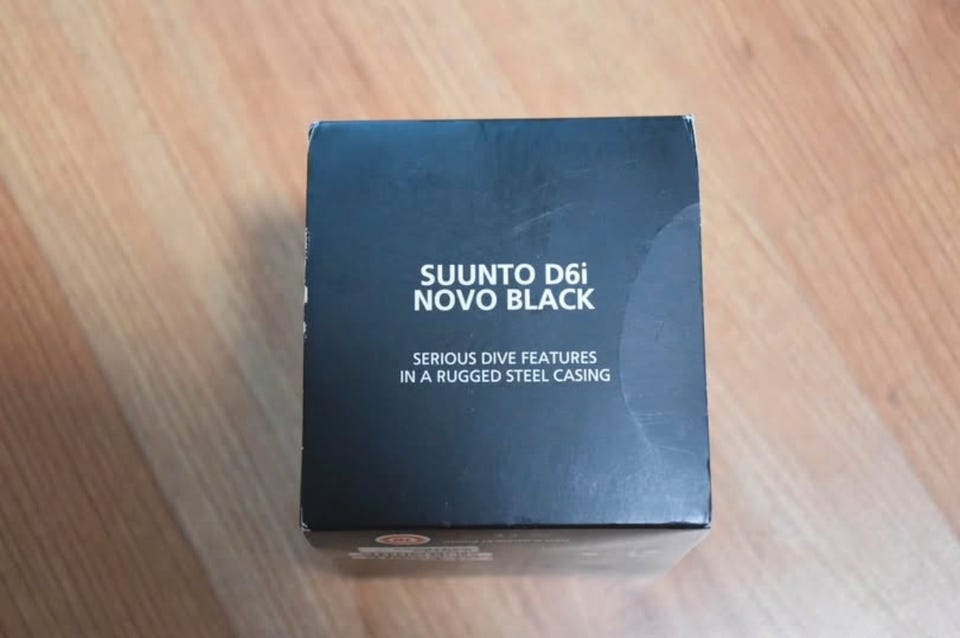 SUUNTO D6i
NOVO BLACK
SERIOUS DIVE FEATURES
IN A RUGGED STEEL CASING